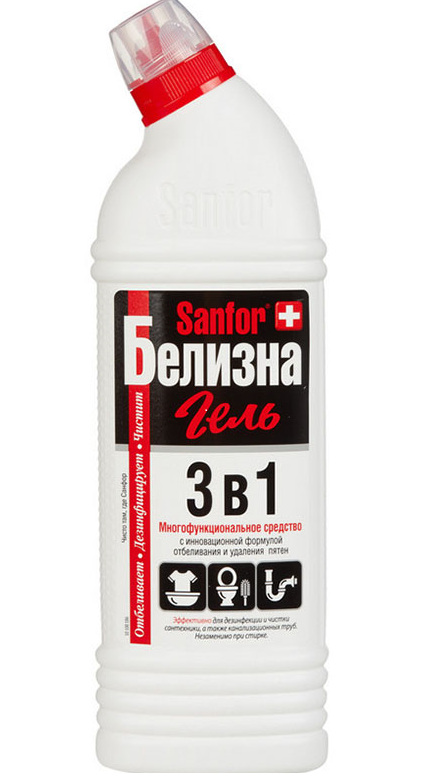 Sanfor
Sanfor®
Белизна
Гель
3 в 1
Многофункциональное средство
с инновационной формулой
отбеливания и удаления пятен
Эффективно для дезинфекции и чистки
сантехники, а также канализационных труб.
Незаменимо при стирке.
Отбеливает • Дезинфицирует • Чистит
Чисто там, где Санфор